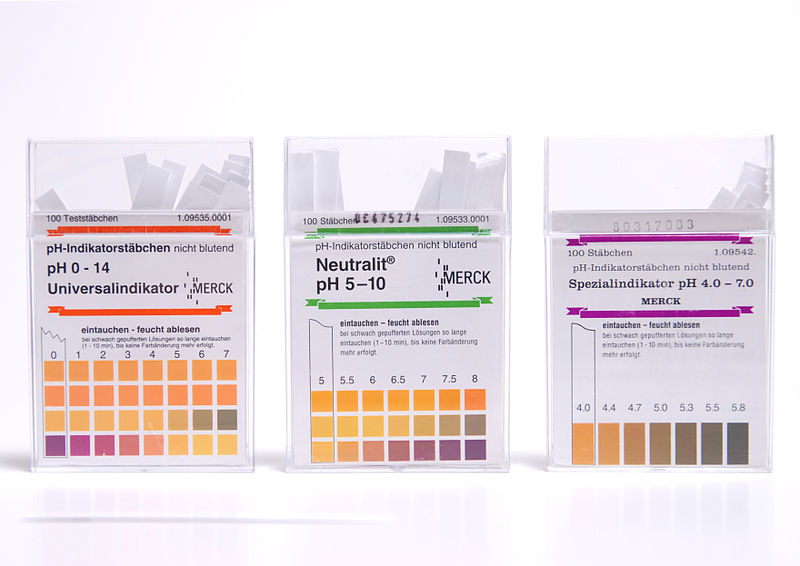 100 Teststäbchen 1.09535.0001
pH-Indikatorstäbchen nicht blutend
pH 0 - 14
Universalindikator MERCK
eintauchen - feucht ablesen
bei schwach gepufferten Lösungen so lange eintauchen
(1 - 10 min), bis keine Farbänderung mehr erfolgt.
0 1 2 3 4 5 6 7
100 Stäbchen 0E475274 1.09533.0001
pH-Indikatorstäbchen nicht blutend
Neutralit®
pH 5–10 MERCK
eintauchen – feucht ablesen
bei schwach gepufferten Lösungen so lange
eintauchen (1–10 min), bis keine Farbänderung
mehr erfolgt.
5 5.5 6 6.5 7 7.5 8
80317003
100 Stäbchen 1.09542.
pH-Indikatorstäbchen nicht blutend
Spezialindikator pH 4.0 – 7.0
MERCK
eintauchen – feucht ablesen
bei schwach gepufferten Lösungen so lange
eintauchen (1-10 min), bis keine Farbänderung
mehr erfolgt.
4.0 4.4 4.7 5.0 5.3 5.5 5.8